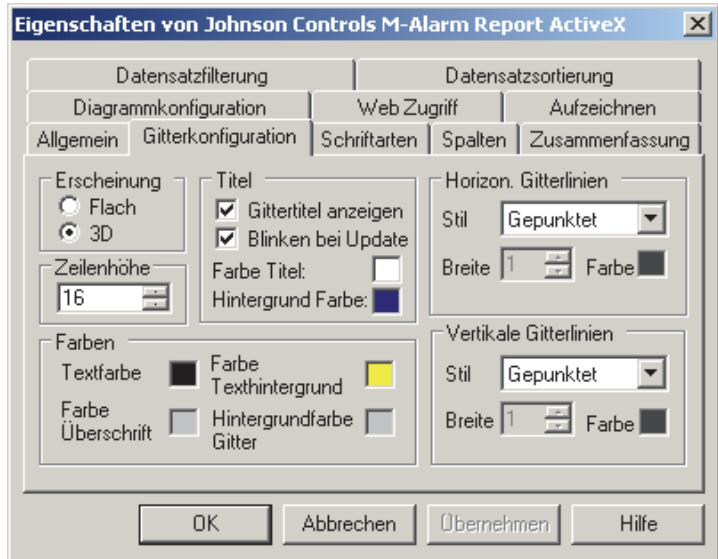 Eigenschaften von Johnson Controls M-Alarm Report ActiveX
Datensatzfilterung
Datensatzsortierung
Diagrammkonfiguration
Web Zugriff
Aufzeichnen
Allgemein
Gitterkonfiguration
Schriftarten
Spalten
Zusammenfassung
Erscheinung
Flach
3D
Zeilenhöhe
16
Titel
Gittertitel anzeigen
Blinken bei Update
Farbe Titel:
Hintergrund Farbe:
Farben
Textfarbe
Farbe
Texthintergrund
Farbe
Überschrift
Hintergrundfarbe
Gitter
Horizon. Gitterlinien
Stil
Gepunktet
Breite
1
Farbe
Vertikale Gitterlinien
Stil
Gepunktet
Breite
1
Farbe
OK
Abbrechen
Übernehmen
Hilfe